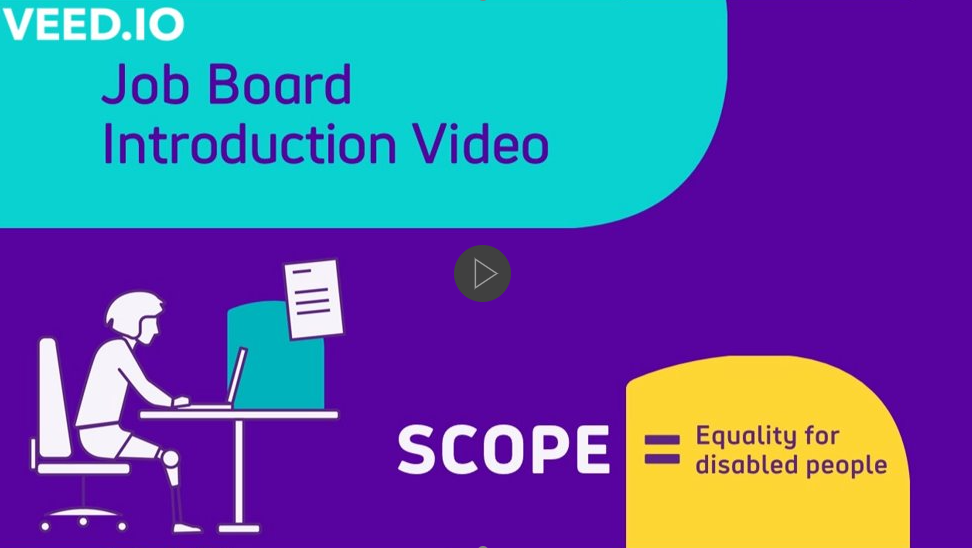 VEED.IO
Job Board
Introduction Video
SCOPE
= Equality for
disabled people